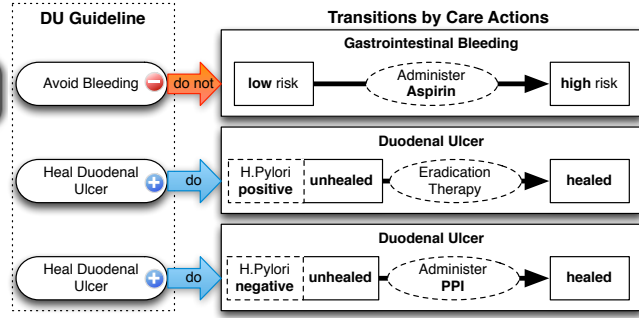 DU Guideline
Transitions by Care Actions
Gastrointestinal Bleeding
Avoid Bleeding
do not
low risk
Administer
Aspirin
high risk
Duodenal Ulcer
Heal Duodenal
Ulcer
do
H.Pylori
positive
unhealed
Eradication
Therapy
healed
Duodenal Ulcer
Heal Duodenal
Ulcer
do
H.Pylori
negative
unhealed
Administer
PPI
healed